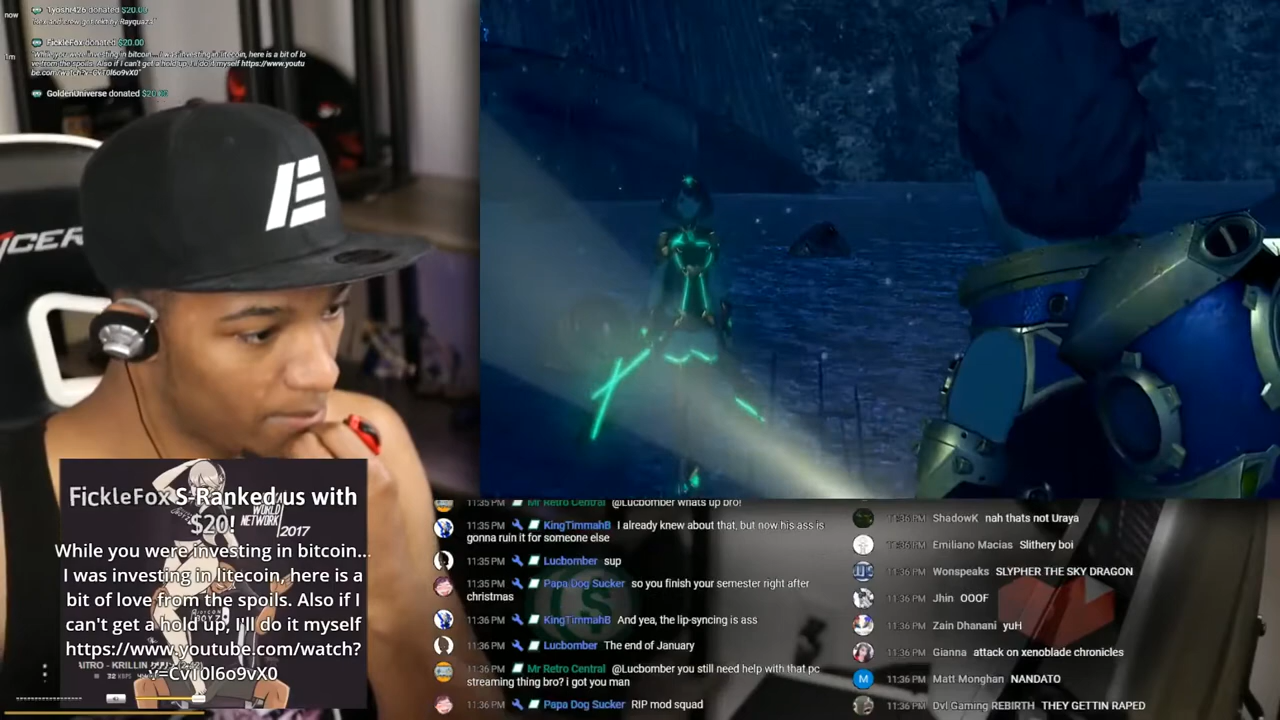 now
1yoshi426 donated $20.00
FickleFox donated $20.00
1m
GoldenUniverse donated
CER
FickleFox S-Ranked us with
$20!
WORLD
NETWORK
2017
While you were investing in bitcoin...
I was investing in litecoin, here is a
bit of love from the spoils. Also if I
can't get a hold up, I'll do it myself
https://www.youtube.com/watch?
v=CvT0l6o9vX0
11:35 PM Mr Retro Central @Lucbomber whats up bro!
11:35 PM KingTimmahB I already knew about that, but now his ass is
gonna ruin it for someone else
11:35 PM Lucbomber sup
11:35 PM Papa Dog Sucker so you finish your semester right after
christmas
11:36 PM KingTimmahB And yea, the lip-syncing is ass
11:36 PM Lucbomber The end of January
11:36 PM Mr Retro Central @Lucbomber you still need help with that pc
streaming thing bro? i got you man
11:36 PM Papa Dog Sucker RIP mod squad
11:36 PM ShadowK nah thats not Uraya
11:36 PM Emiliano Macias Slithery boi
11:36 PM Wonspeaks SLYPHER THE SKY DRAGON
11:36 PM Jhin OOOF
11:36 PM Zain Dhanani yuH
11:36 PM Gianna attack on xenoblade chronicles
M 11:36 PM Matt Monghan NANDATO
11:36 PM Dvl Gaming REBIRTH THEY GETTIN RAPED